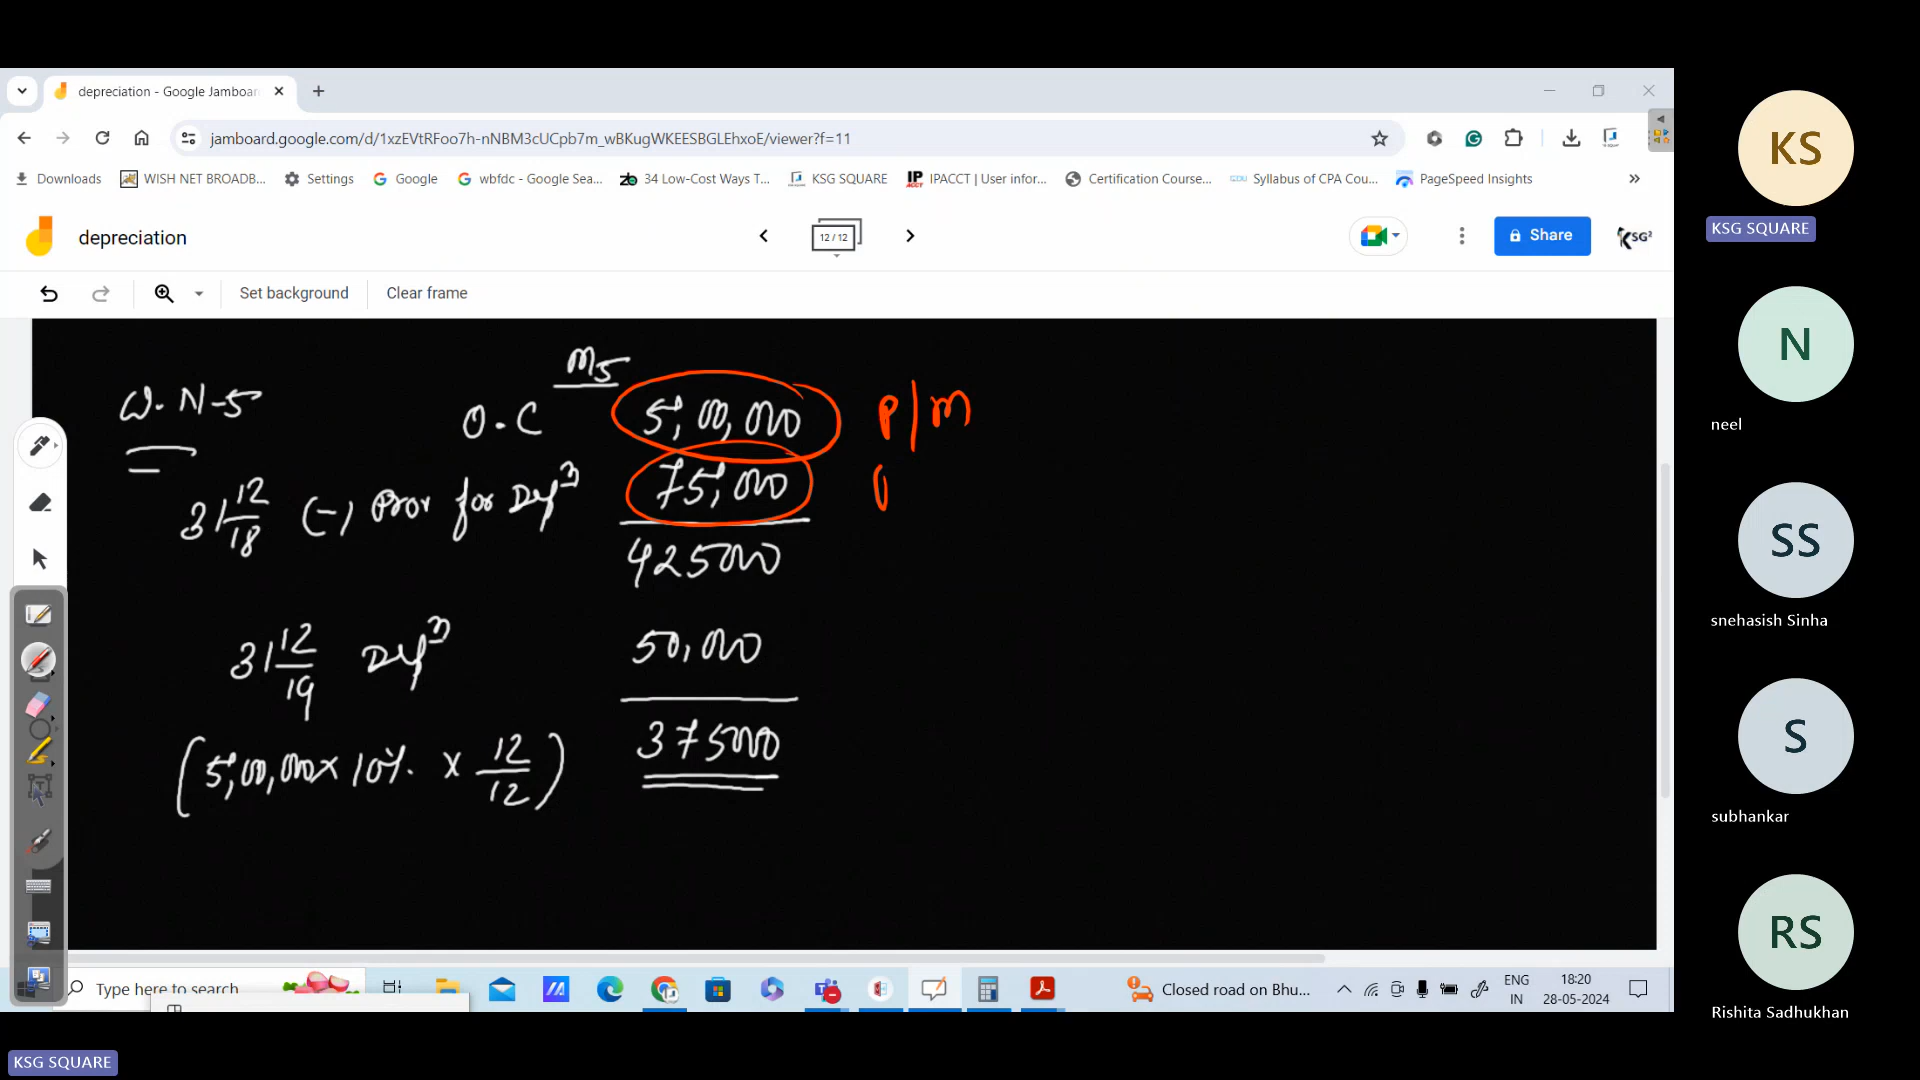 depreciation - Google Jamboar
jamboard.google.com/d/1xzEVtRFoo7h-nNBM3cUCpb7m_wBKugWKEESBGLEhxoE/viewer?f=11
Downloads WISH NET BROADB... Settings Google wbfdc - Google Sea... 34 Low-Cost Ways T... KSG SQUARE IPACCT | User infor... Certification Course... Syllabus of CPA Cou... PageSpeed Insights »
depreciation
12 / 12
Share
KSG²
Set background Clear frame
M5
W. N-5 O.C 5,00,000 P/M
31/12/18 (-) Prov for Depn 75,000
425000
31/12/19 Depn 50,000
(5,00,000 x 10% x 12/12) 375000
Type here to search
Closed road on Bhu...
ENG
IN
18:20
28-05-2024
KS
KSG SQUARE
N
neel
SS
snehasish Sinha
S
subhankar
RS
Rishita Sadhukhan
KSG SQUARE